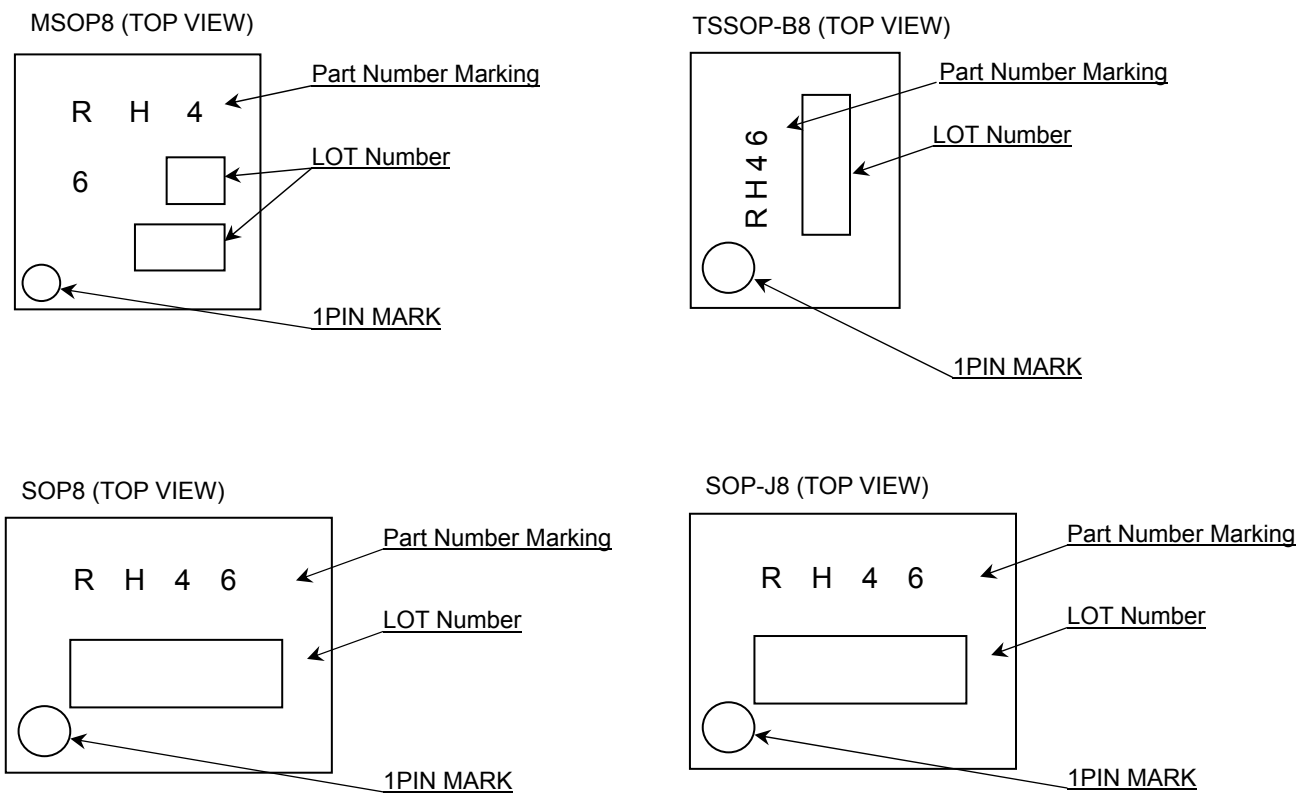 MSOP8 (TOP VIEW)
Part Number Marking
R H 4
LOT Number
6
1PIN MARK
TSSOP-B8 (TOP VIEW)
Part Number Marking
LOT Number
RH46
1PIN MARK
SOP8 (TOP VIEW)
Part Number Marking
R H 4 6
LOT Number
1PIN MARK
SOP-J8 (TOP VIEW)
Part Number Marking
R H 4 6
LOT Number
1PIN MARK